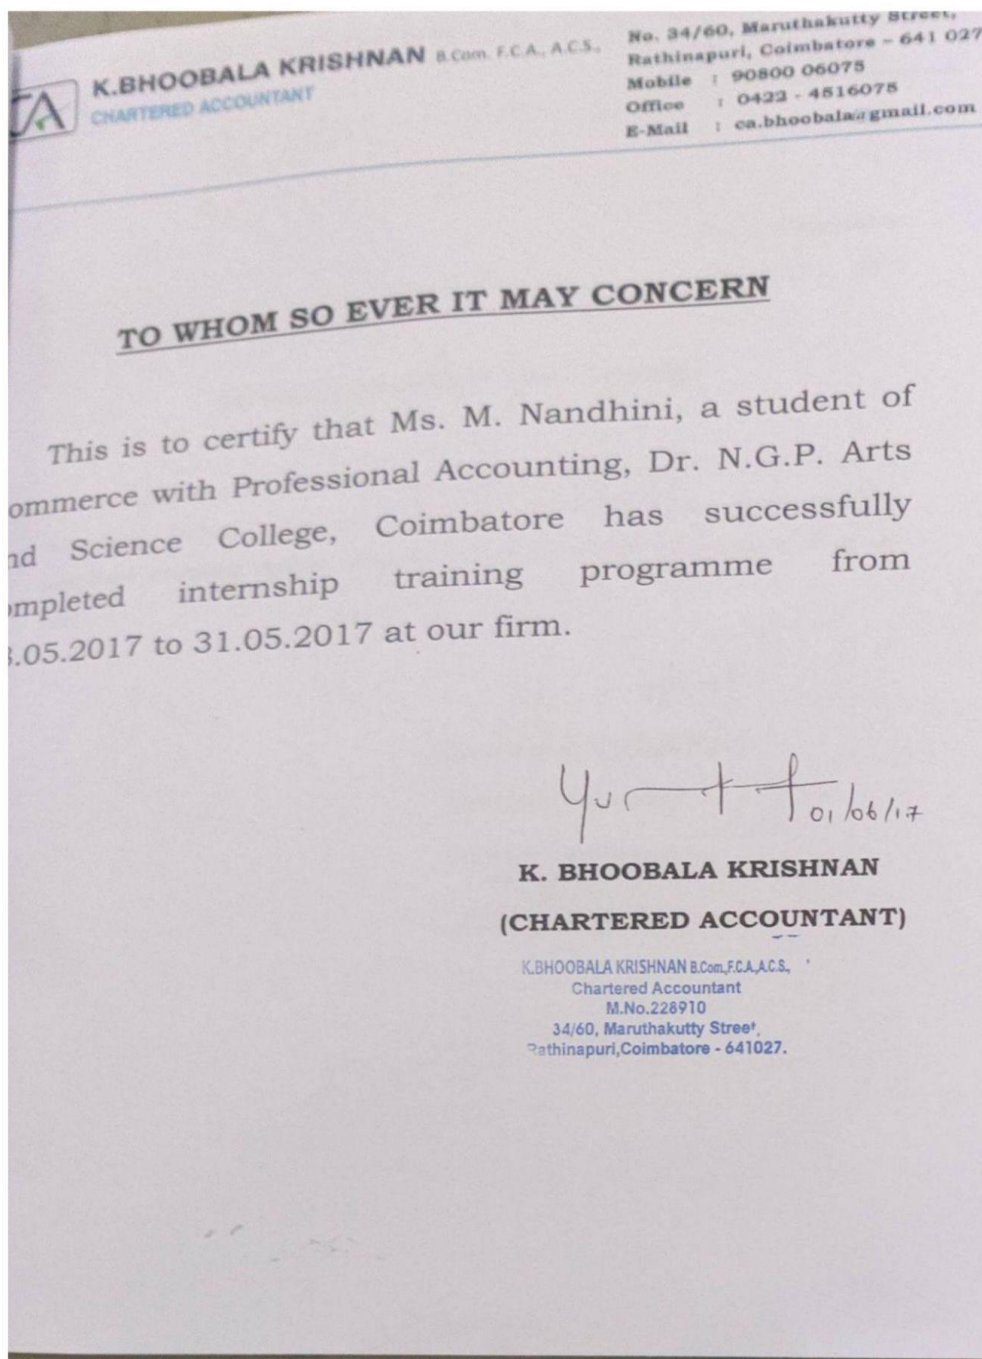 K.BHOOBALA KRISHNAN B.Com. F.C.A., A.C.S.,
CHARTERED ACCOUNTANT
No. 34/60, Maruthakutty Street,
Rathinapuri, Coimbatore - 641 027
Mobile : 90800 06075
Office : 0422 - 4516075
E-Mail : ca.bhoobala@gmail.com
TO WHOM SO EVER IT MAY CONCERN
This is to certify that Ms. M. Nandhini, a student of
ommerce with Professional Accounting, Dr. N.G.P. Arts
nd Science College, Coimbatore has successfully
ompleted internship training programme from
.05.2017 to 31.05.2017 at our firm.
01/06/17
K. BHOOBALA KRISHNAN
(CHARTERED ACCOUNTANT)
K.BHOOBALA KRISHNAN B.Com,F.C.A,A.C.S.,
Chartered Accountant
M.No.228910
34/60, Maruthakutty Street,
Rathinapuri,Coimbatore - 641027.